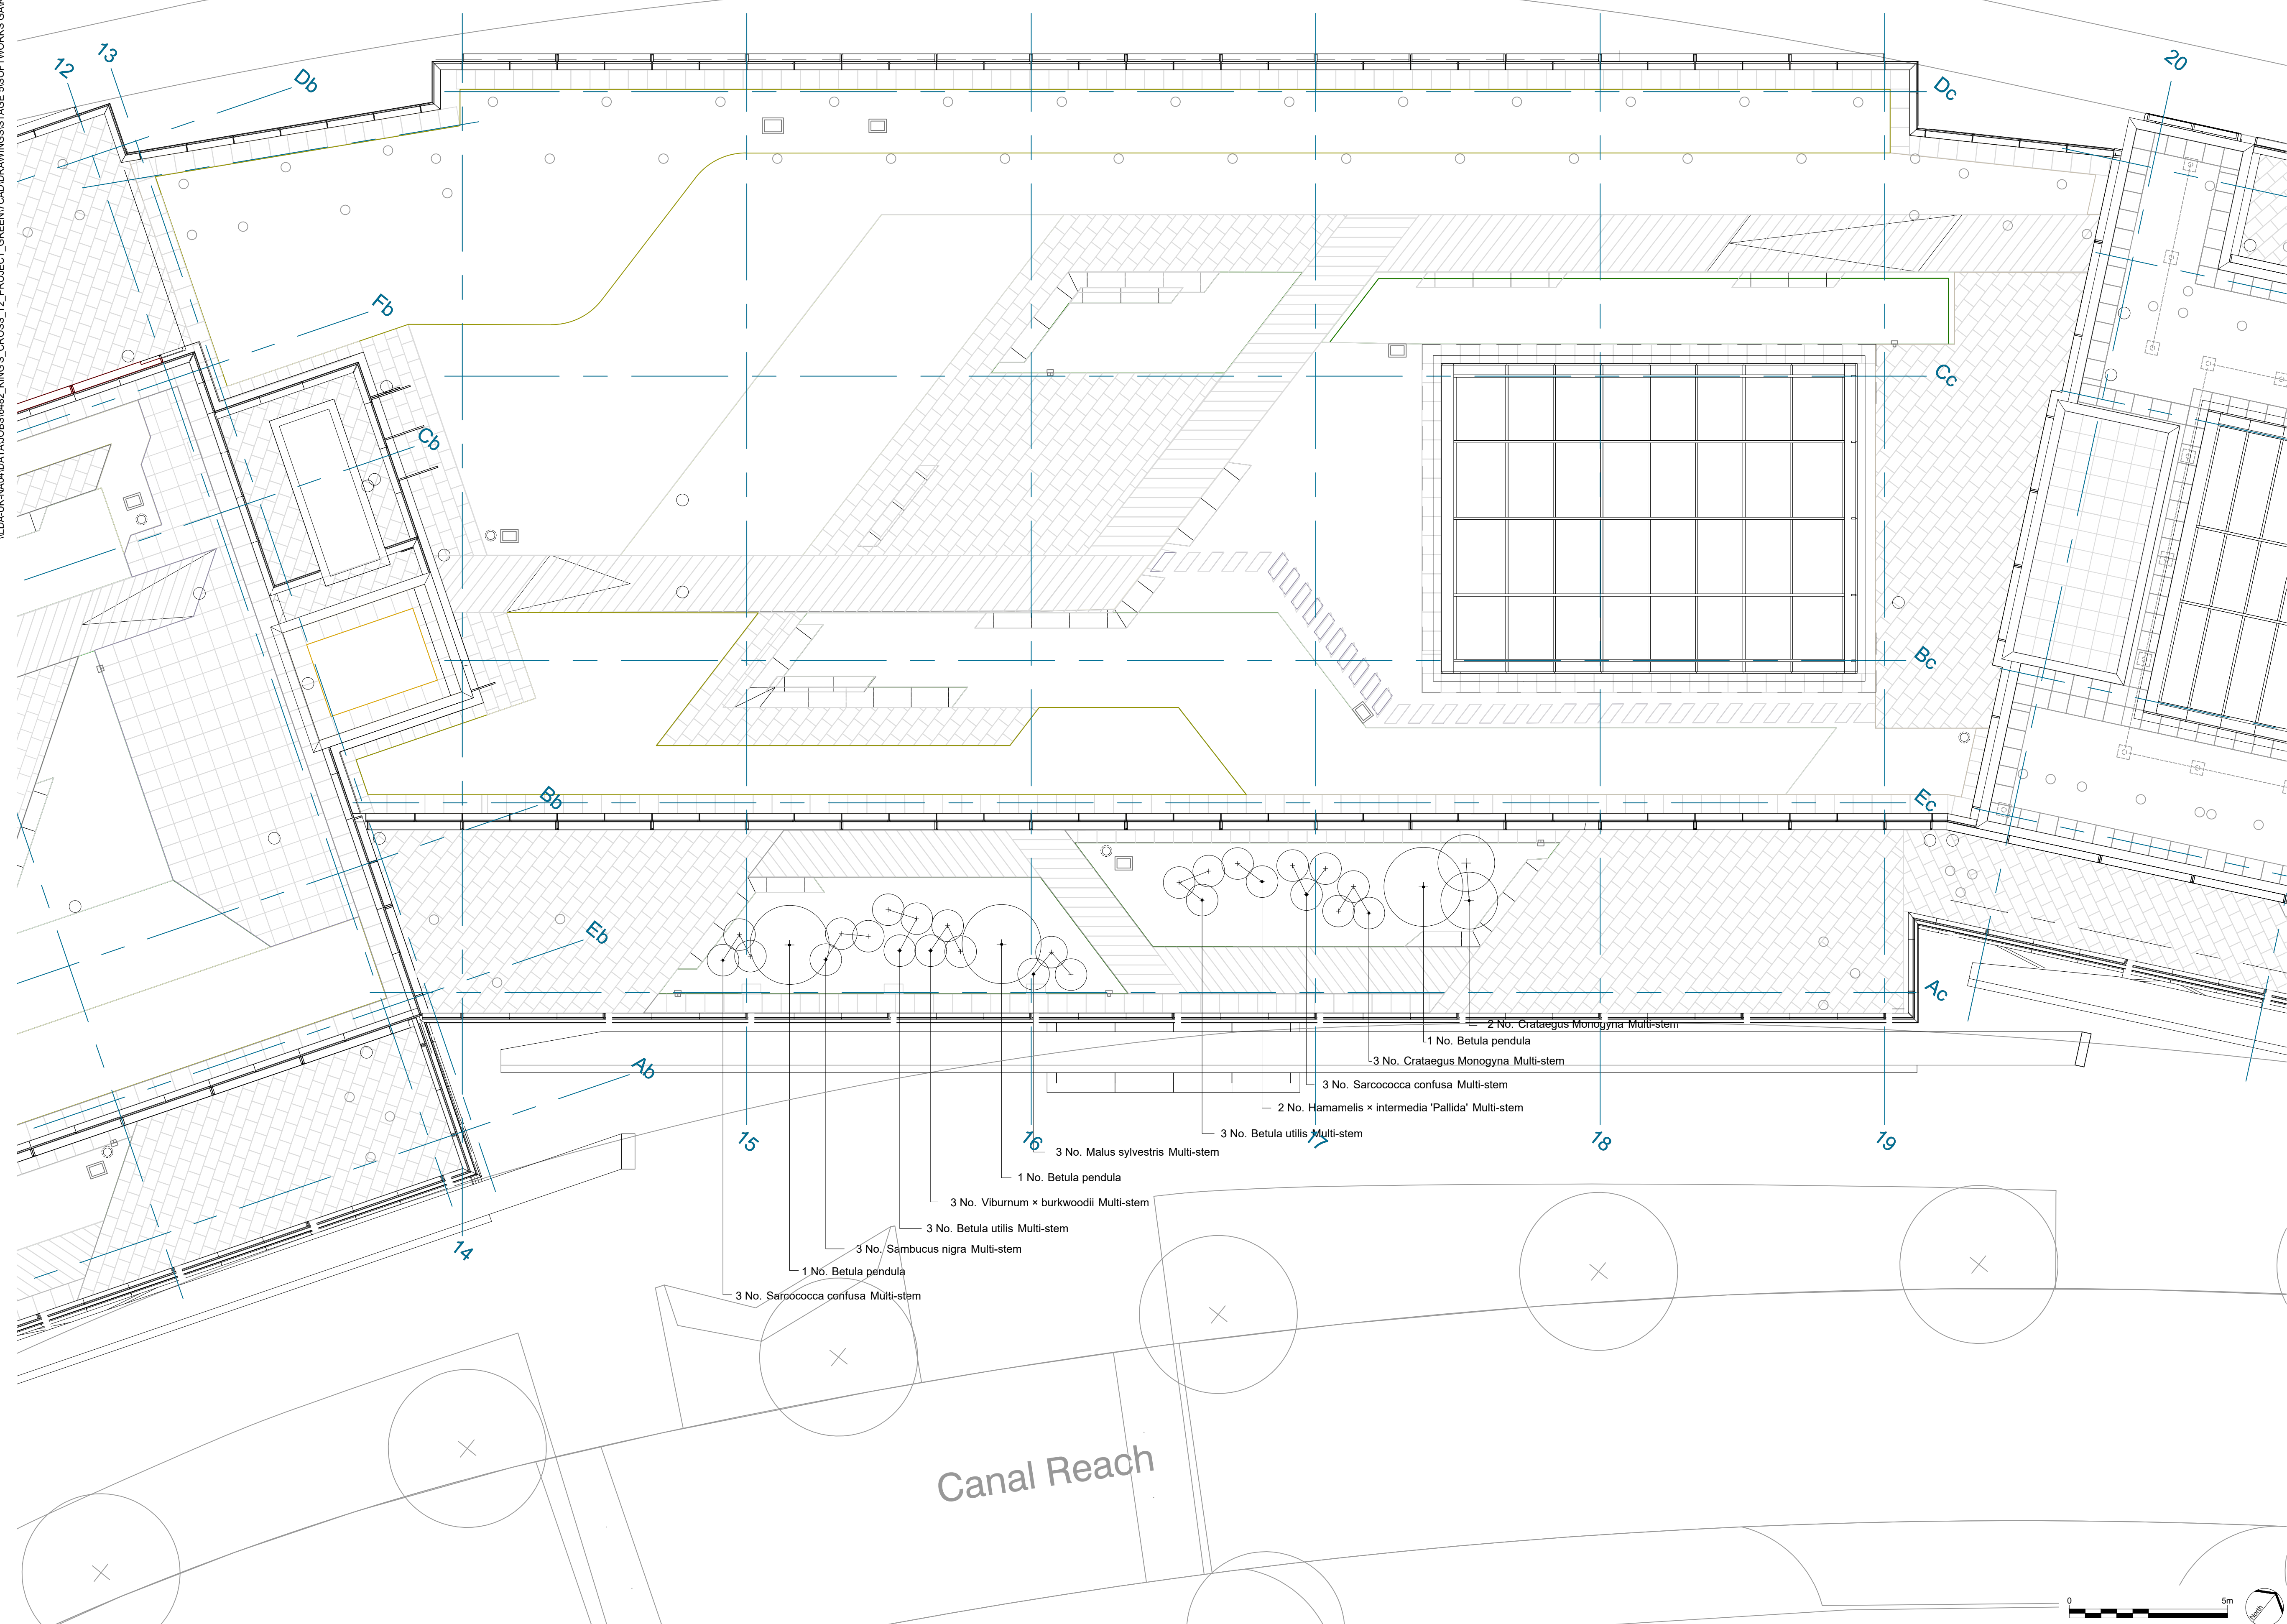 12
13
Db
Dc
20
Fb
Cb
Cc
Bc
Bb
Ec
Eb
Ac
Ab
2 No. Crataegus Monogyna Multi-stem
1 No. Betula pendula
3 No. Crataegus Monogyna Multi-stem
3 No. Sarcococca confusa Multi-stem
2 No. Hamamelis × intermedia 'Pallida' Multi-stem
3 No. Betula utilis Multi-stem
15
16
17
18
19
3 No. Malus sylvestris Multi-stem
1 No. Betula pendula
3 No. Viburnum × burkwoodii Multi-stem
3 No. Betula utilis Multi-stem
14
3 No. Sambucus nigra Multi-stem
1 No. Betula pendula
3 No. Sarcococca confusa Multi-stem
Canal Reach
0
5m
North